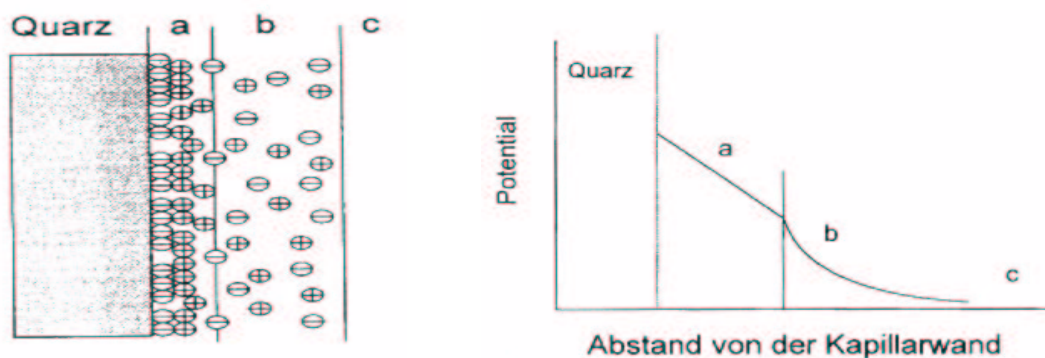 Quarz a b c
Quarz
a
b
c
Potential
Abstand von der Kapillarwand